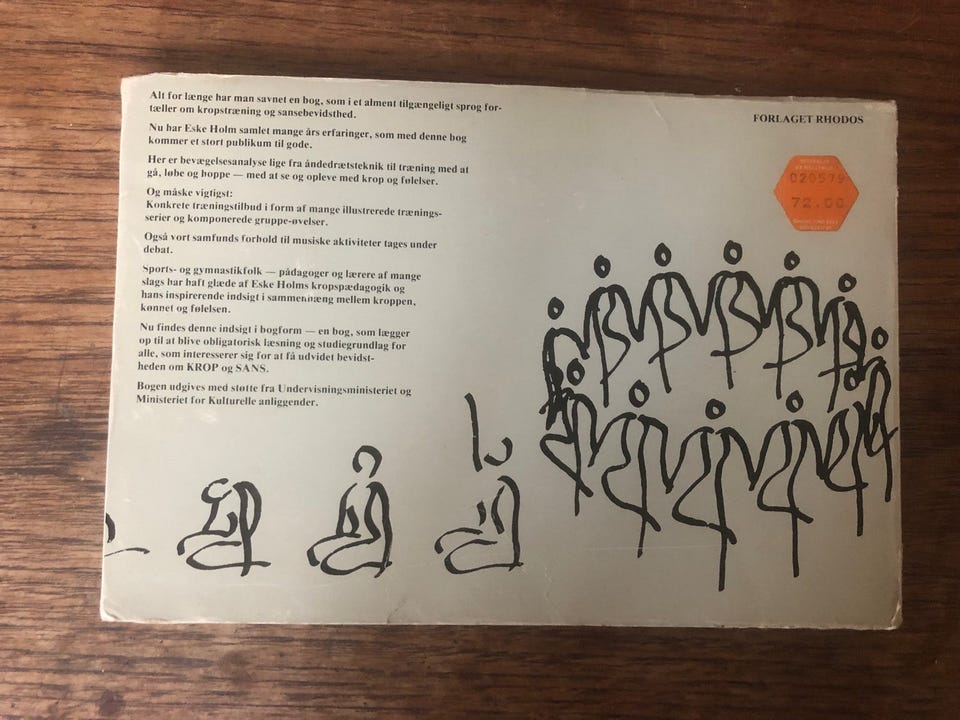 Alt for længe har man savnet en bog, som i et alment tilgængeligt sprog for-
tæller om kropstræning og sansebevidsthed.
Nu har Eske Holm samlet mange års erfaringer, som med denne bog
kommer et stort publikum til gode.
Her er bevægelsesanalyse lige fra åndedrætsteknik til træning med at
gå, løbe og hoppe — med at se og opleve med krop og følelser.
Og måske vigtigst:
Konkrete træningstilbud i form af mange illustrerede trænings-
serier og komponerede gruppe-øvelser.
Også vort samfunds forhold til musiske aktiviteter tages under
debat.
Sports- og gymnastikfolk — pådagoger og lærere af mange
slags har haft glæde af Eske Holms kropspædagogik og
hans inspirerende indsigt i sammenhæng mellem kroppen,
kønnet og følelsen.
Nu findes denne indsigt i bogform — en bog, som lægger
op til at blive obligatorisk læsning og studiegrundlag for
alle, som interesserer sig for at få udvidet bevidst-
heden om KROP og SANS.
Bogen udgives med støtte fra Undervisningsministeriet og
Ministeriet for Kulturelle anliggender.
FORLAGET RHODOS
020579
72.00